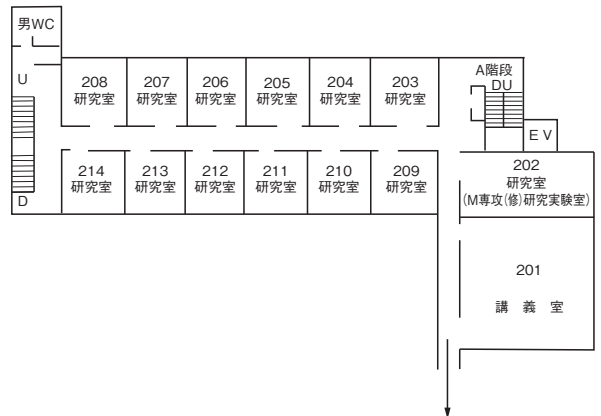 男WC
U
D
208
研究室
207
研究室
206
研究室
205
研究室
204
研究室
203
研究室
A階段
DU
EV
214
研究室
213
研究室
212
研究室
211
研究室
210
研究室
209
研究室
202
研究室
(M専攻(修)研究実験室)
201
講義室